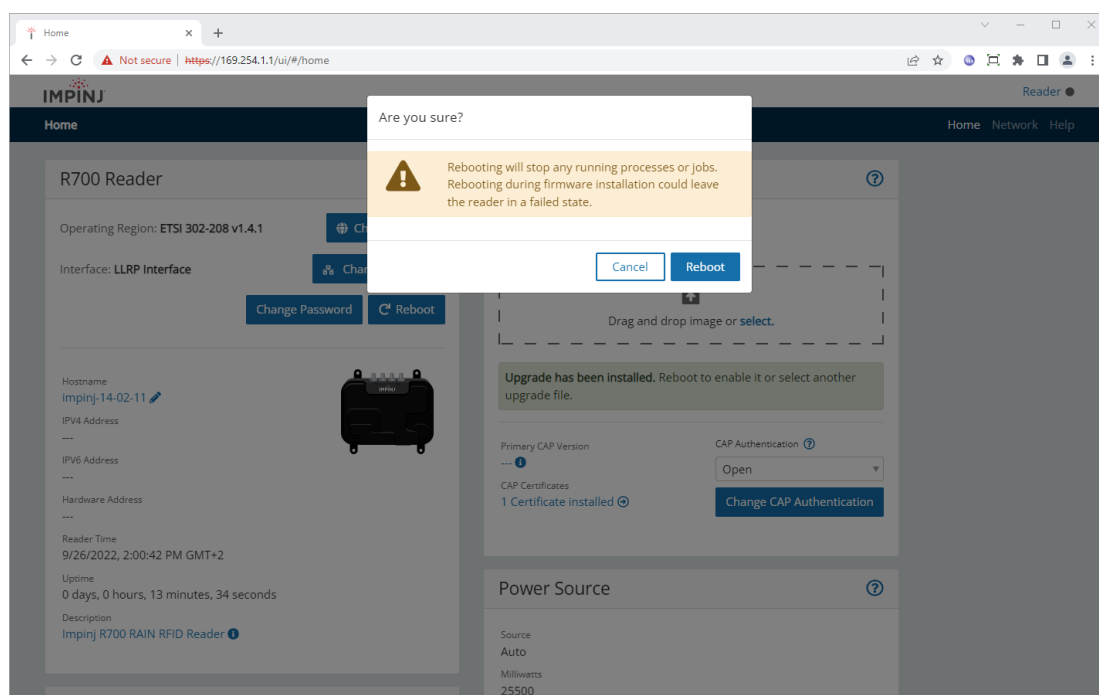 Home
Not secure | https://169.254.1.1/ui/#/home
IMPINJ
Reader
Home
Home Network Help
Are you sure?
Rebooting will stop any running processes or jobs.
Rebooting during firmware installation could leave
the reader in a failed state.
Cancel Reboot
R700 Reader
Operating Region: ETSI 302-208 v1.4.1
Interface: LLRP Interface
Change Password Reboot
Hostname
impinj-14-02-11
IPV4 Address
---
IPV6 Address
---
Hardware Address
---
Reader Time
9/26/2022, 2:00:42 PM GMT+2
Uptime
0 days, 0 hours, 13 minutes, 34 seconds
Description
Impinj R700 RAIN RFID Reader
IMPINJ
Drag and drop image or select.
Upgrade has been installed. Reboot to enable it or select another
upgrade file.
Primary CAP Version
---
CAP Certificates
1 Certificate installed
CAP Authentication
Open
Change CAP Authentication
Power Source
Source
Auto
Milliwatts
25500